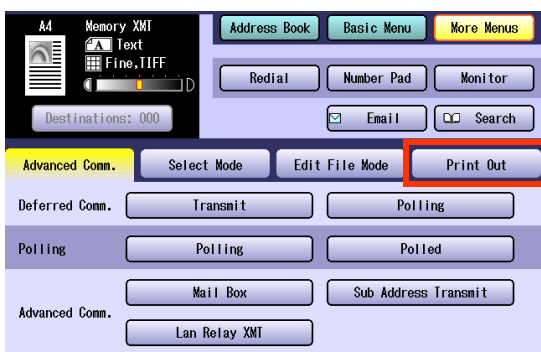 A4 Memory XMT
A Text
Fine,TIFF
D
Destinations: 000
Address Book Basic Menu More Menus
Redial Number Pad Monitor
Email Search
Advanced Comm. Select Mode Edit File Mode Print Out
Deferred Comm. Transmit Polling
Polling Polling Polled
Advanced Comm. Mail Box Sub Address Transmit
Lan Relay XMT